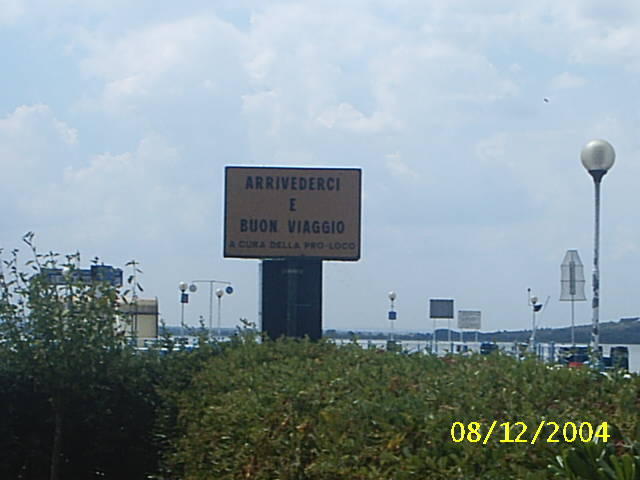 ARRIVEDERCI
E
BUON VIAGGIO
A CURA DELLA PRO-LOCO
08/12/2004